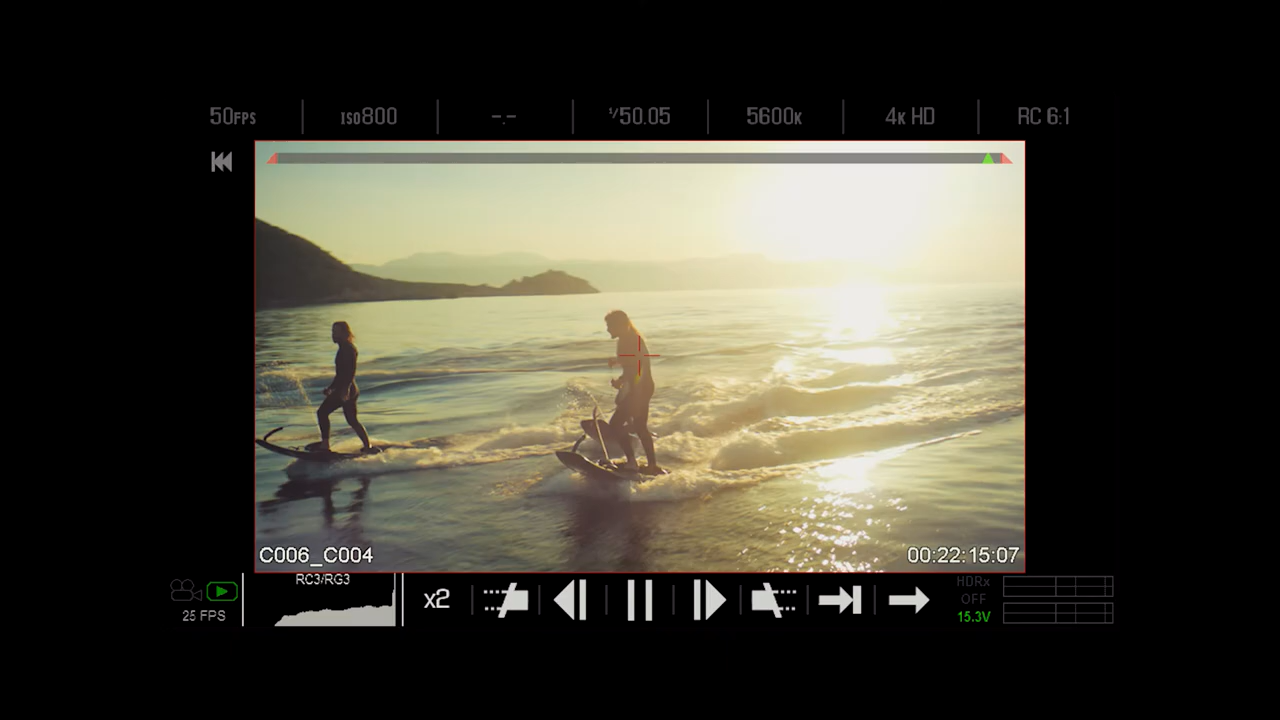 50FPS ISO800 -.- 1/50.05 5600K 4K HD RC 6:1
C006_C004 00:22:15:07
RC3/RG3
HDRx
OFF
25 FPS x2 15.3V